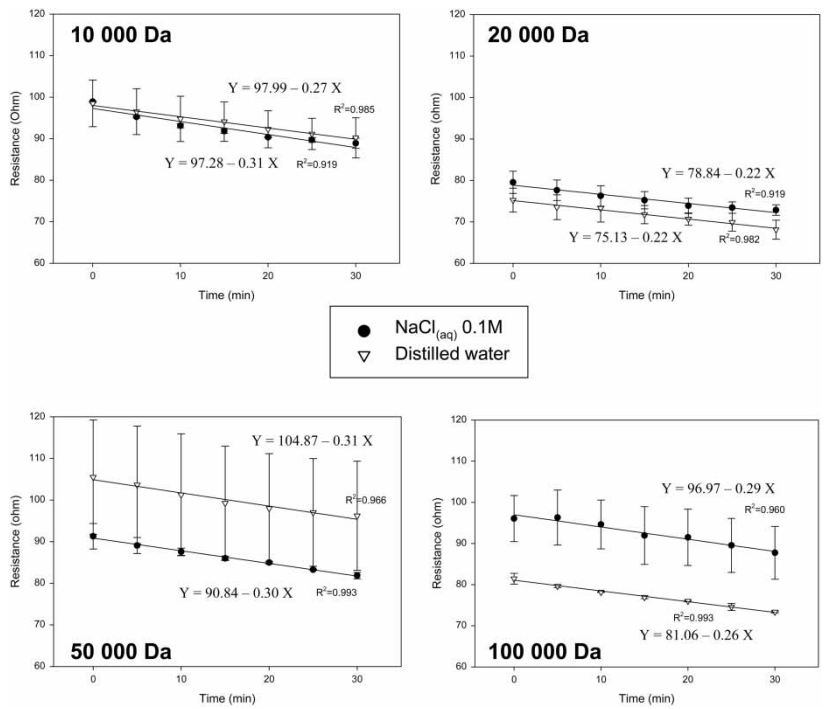 10 000 Da
120
110
100
90
80
70
60
Resistance (Ohm)
Y = 97.99 – 0.27 X
R²=0.985
Y = 97.28 – 0.31 X
R²=0.919
0
10
20
30
Time (min)
20 000 Da
120
110
100
90
80
70
60
Resistance (ohm)
Y = 78.84 – 0.22 X
R²=0.919
Y = 75.13 – 0.22 X
R²=0.982
0
10
20
30
Time (min)
NaCl(aq) 0.1M
Distilled water
120
110
100
90
80
70
60
Resistance (ohm)
Y = 104.87 – 0.31 X
R²=0.966
Y = 90.84 – 0.30 X
R²=0.993
50 000 Da
0
10
20
30
Time (min)
120
110
100
90
80
70
60
Resistance (ohm)
Y = 96.97 – 0.29 X
R²=0.960
R²=0.993
Y = 81.06 – 0.26 X
100 000 Da
0
10
20
30
Time (min)